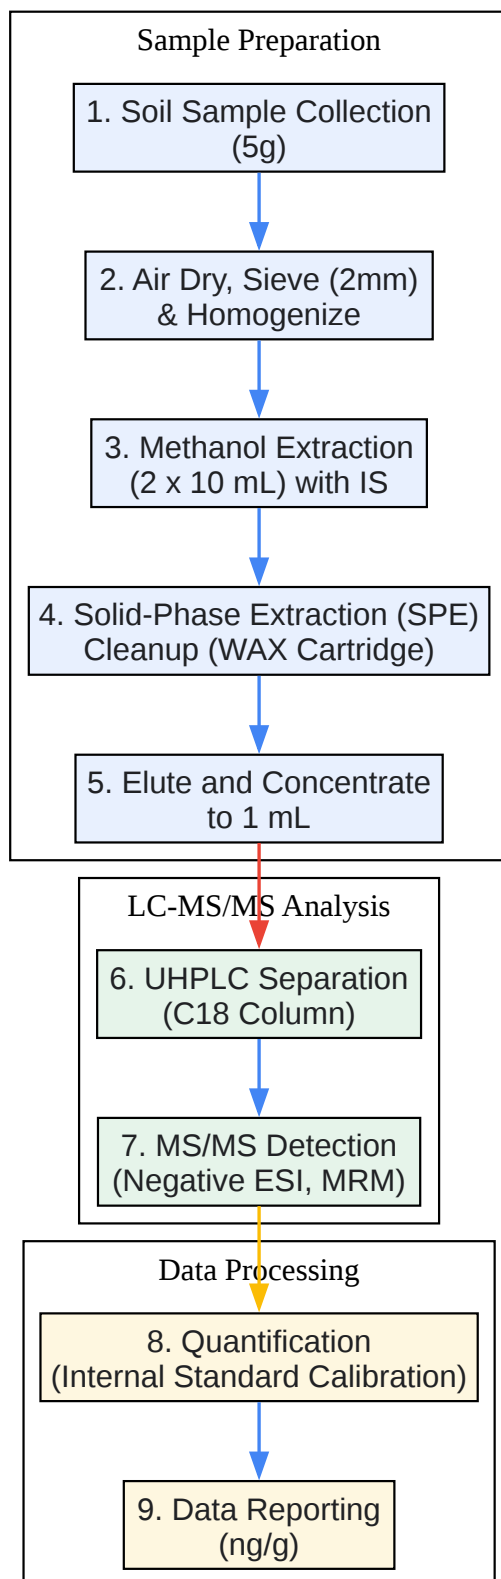 Sample Preparation
1. Soil Sample Collection
(5g)
2. Air Dry, Sieve (2mm)
& Homogenize
3. Methanol Extraction
(2 x 10 mL) with IS
4. Solid-Phase Extraction (SPE)
Cleanup (WAX Cartridge)
5. Elute and Concentrate
to 1 mL
LC-MS/MS Analysis
6. UHPLC Separation
(C18 Column)
7. MS/MS Detection
(Negative ESI, MRM)
Data Processing
8. Quantification
(Internal Standard Calibration)
9. Data Reporting
(ng/g)